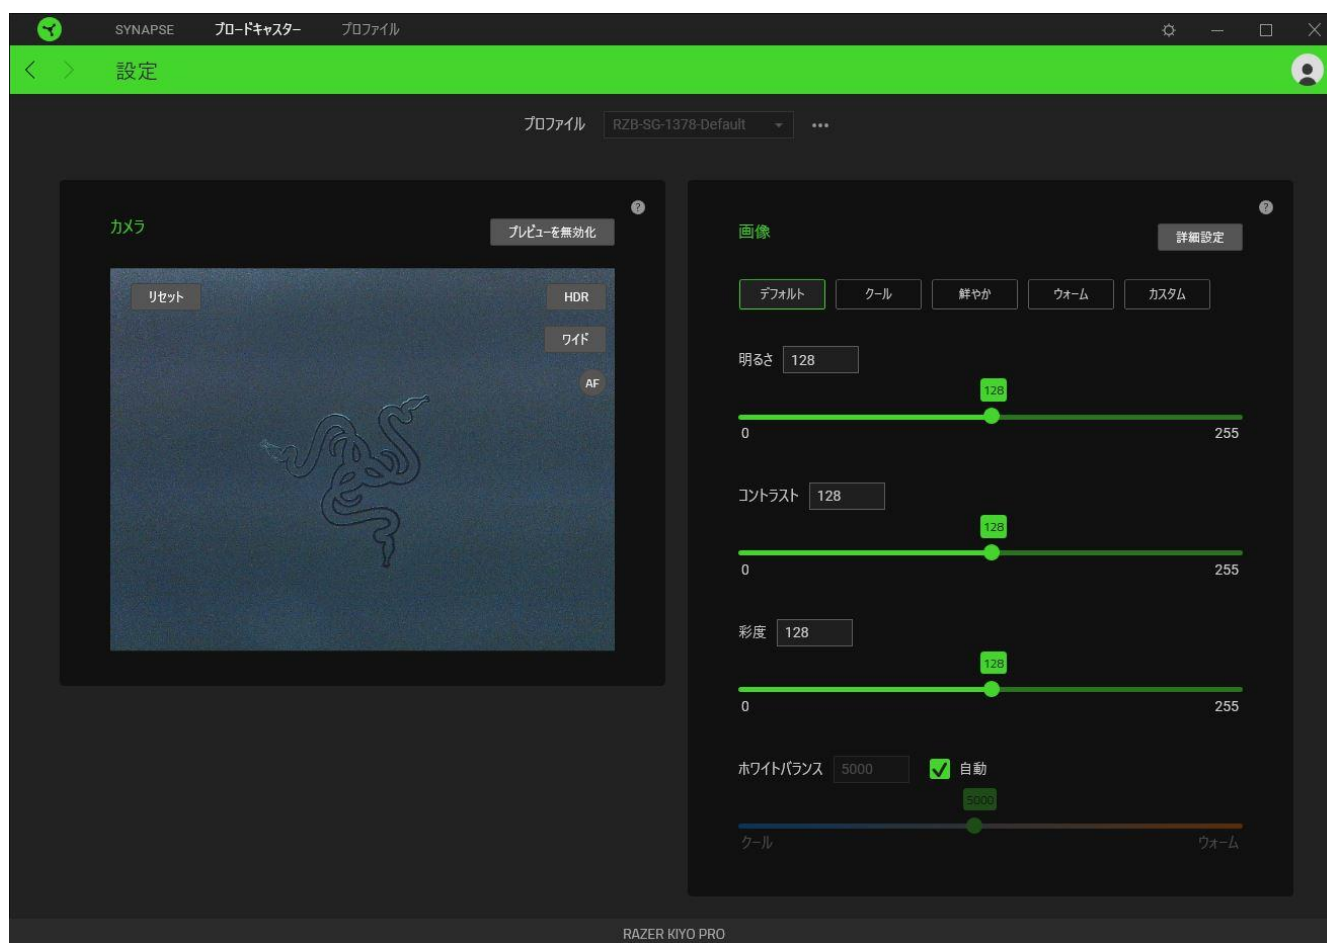 SYNAPSE ブロードキャスター プロファイル
設定
プロファイル RZB-SG-1378-Default •••
カメラ
?
プレビューを無効化
リセット
HDR
ワイド
AF
画像
?
詳細設定
デフォルト クール 鮮やか ウォーム カスタム
明るさ 128
128
0 255
コントラスト 128
128
0 255
彩度 128
128
0 255
ホワイトバランス 5000 自動
5000
クール ウォーム
RAZER KIYO PRO